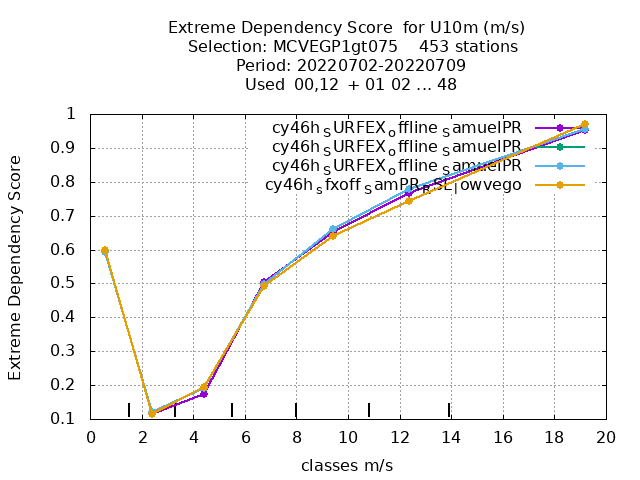 Extreme Dependency Score for U10m (m/s)
Selection: MCVEGP1gt075 453 stations
Period: 20220702-20220709
Used 00,12 + 01 02 ... 48
Extreme Dependency Score
1
0.9
0.8
0.7
0.6
0.5
0.4
0.3
0.2
0.1
cy46h_SURFEX_offline_SamuelPR
cy46h_SURFEX_offline_SamuelPR
cy46h_SURFEX_offline_SamuelPR
cy46h_sfxoff_SamPR_RSL_lowvego
0 2 4 6 8 10 12 14 16 18 20
classes m/s